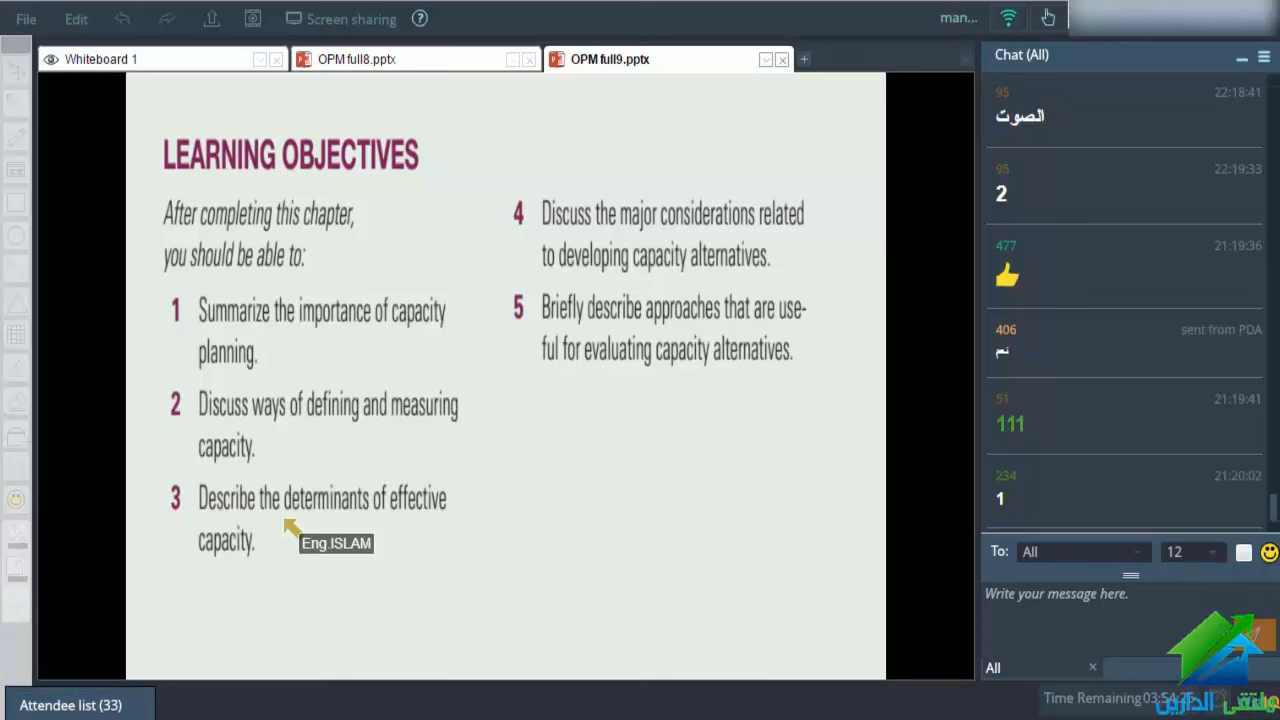 File Edit Screen sharing ? man...
Whiteboard 1 OPM full8.pptx OPM full9.pptx +
LEARNING OBJECTIVES
After completing this chapter,
you should be able to:
1 Summarize the importance of capacity
planning.
2 Discuss ways of defining and measuring
capacity.
3 Describe the determinants of effective
capacity.
Eng.ISLAM
4 Discuss the major considerations related
to developing capacity alternatives.
5 Briefly describe approaches that are use-
ful for evaluating capacity alternatives.
Chat (All)
95 22:18:41
الصوت
95 22:19:33
2
477 21:19:36
406 sent from PDA
نعم
51 21:19:41
111
234 21:20:02
1
To: All 12
Write your message here.
All
Attendee list (33)
Time Remaining
ملتقى الدارين